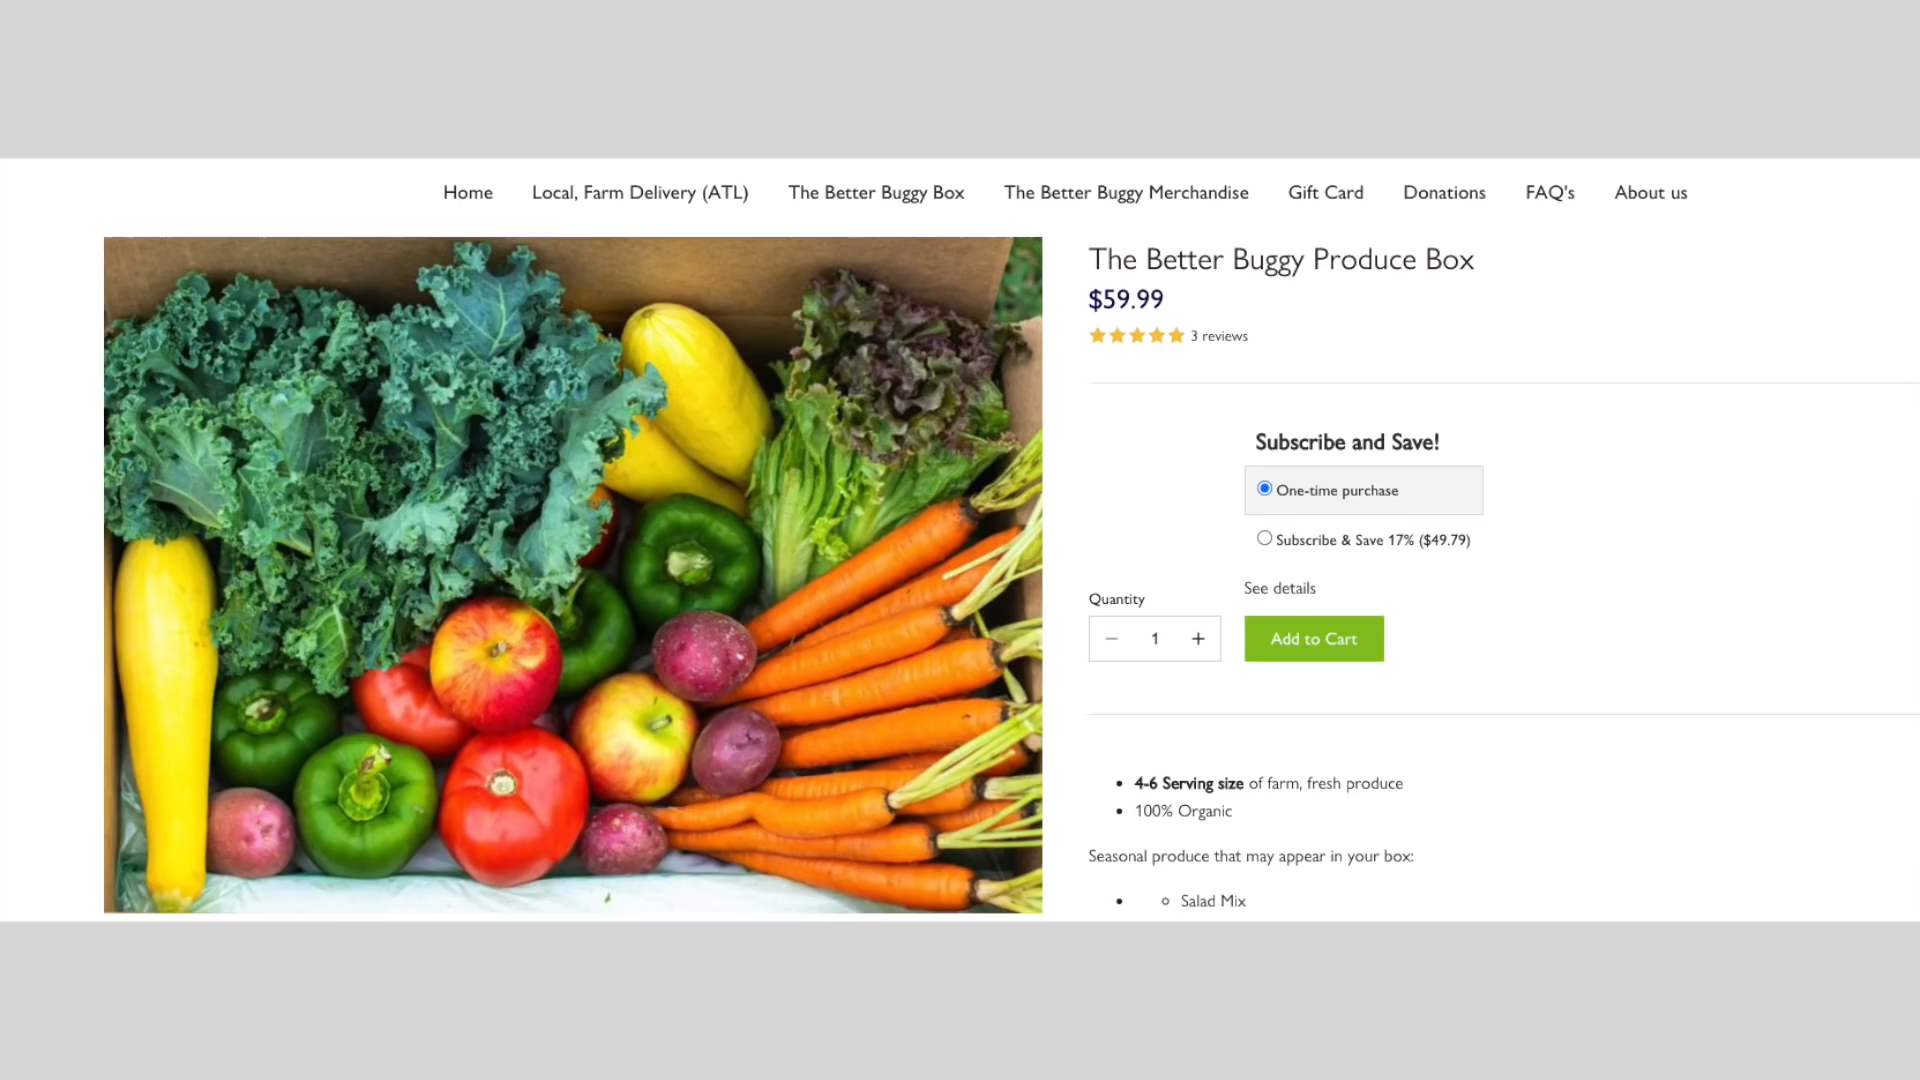 Home Local, Farm Delivery (ATL) The Better Buggy Box The Better Buggy Merchandise Gift Card Donations FAQ's About us
The Better Buggy Produce Box
$59.99
3 reviews
Subscribe and Save!
One-time purchase
Subscribe & Save 17% ($49.79)
See details
Quantity
− 1 +
Add to Cart
• 4-6 Serving size of farm, fresh produce
• 100% Organic
Seasonal produce that may appear in your box:
• ○ Salad Mix